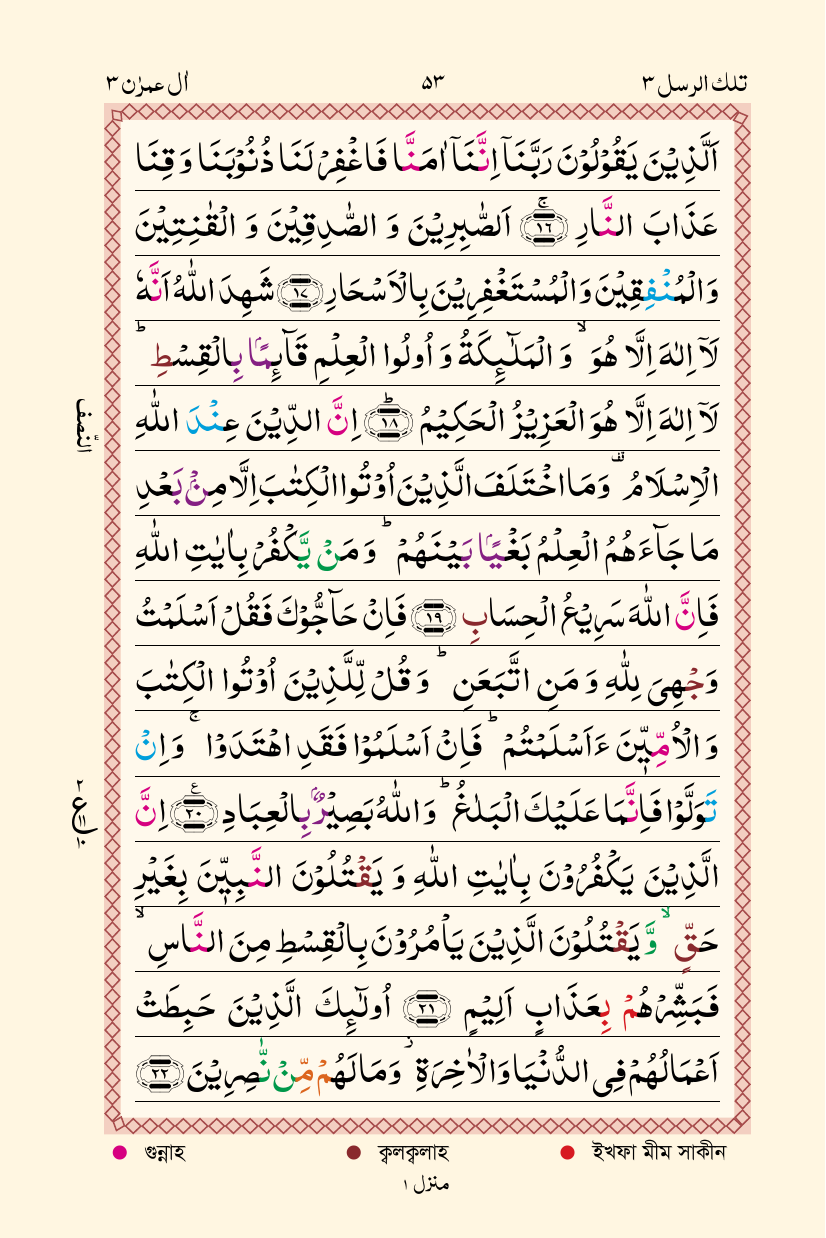 تلك الرسل ٣ ٥٣ اٰل عمرٰن ٣
اَلَّذِيْنَ يَقُوْلُوْنَ رَبَّنَاۤ اِنَّنَاۤ اٰمَنَّا فَاغْفِرْ لَنَا ذُنُوْبَنَا وَ قِنَا
عَذَابَ النَّارِ ۚ‏ ﴿١٦﴾ اَلصّٰبِرِيْنَ وَ الصّٰدِقِيْنَ وَ الْقٰنِتِيْنَ
وَالْمُنْفِقِيْنَ وَالْمُسْتَغْفِرِيْنَ بِالْاَسْحَارِ ﴿١٧﴾ شَهِدَ اللّٰهُ اَنَّهٗ
لَاۤ اِلٰهَ اِلَّا هُوَ ۙ وَ الْمَلٰٓئِكَةُ وَ اُولُوا الْعِلْمِ قَآئِمًۢا بِالْقِسْطِ ؕ
لَاۤ اِلٰهَ اِلَّا هُوَ الْعَزِيْزُ الْحَكِيْمُ ؕ ﴿١٨﴾ اِنَّ الدِّيْنَ عِنْدَ اللّٰهِ
النّصف
الْاِسْلَامُ ࣞ وَمَا اخْتَلَفَ الَّذِيْنَ اُوْتُوا الْكِتٰبَ اِلَّا مِنْۢ بَعْدِ
مَا جَآءَهُمُ الْعِلْمُ بَغْيًۢا بَيْنَهُمْ ؕ وَ مَنْ يَّكْفُرْ بِاٰيٰتِ اللّٰهِ
فَاِنَّ اللّٰهَ سَرِيْعُ الْحِسَابِ ﴿١٩﴾ فَاِنْ حَآجُّوْكَ فَقُلْ اَسْلَمْتُ
وَجْهِيَ لِلّٰهِ وَ مَنِ اتَّبَعَنِ ؕ وَ قُلْ لِّلَّذِيْنَ اُوْتُوا الْكِتٰبَ
وَ الْاُمِّيّٖنَ ءَاَسْلَمْتُمْ ؕ فَاِنْ اَسْلَمُوْا فَقَدِ اهْتَدَوْا ۚ وَ اِنْ
تَوَلَّوْا فَاِنَّمَا عَلَيْكَ الْبَلٰغُ ؕ وَاللّٰهُ بَصِيْرٌۢ بِالْعِبَادِ ﴿٢٠﴾ اِنَّ
٢ ع ١١ ١٠
الَّذِيْنَ يَكْفُرُوْنَ بِاٰيٰتِ اللّٰهِ وَ يَقْتُلُوْنَ النَّبِيّٖنَ بِغَيْرِ
حَقٍّ ۙ وَّ يَقْتُلُوْنَ الَّذِيْنَ يَاْمُرُوْنَ بِالْقِسْطِ مِنَ النَّاسِ ۙ
فَبَشِّرْهُمْ بِعَذَابٍ اَلِيْمٍ ﴿٢١﴾ اُولٰٓئِكَ الَّذِيْنَ حَبِطَتْ
اَعْمَالُهُمْ فِى الدُّنْيَا وَالْاٰخِرَةِ ؗ وَمَا لَهُمْ مِّنْ نّٰصِرِيْنَ ﴿٢٢﴾
গুন্নাহ ক্বলক্বলাহ ইখফা মীম সাকীন
منزل ١